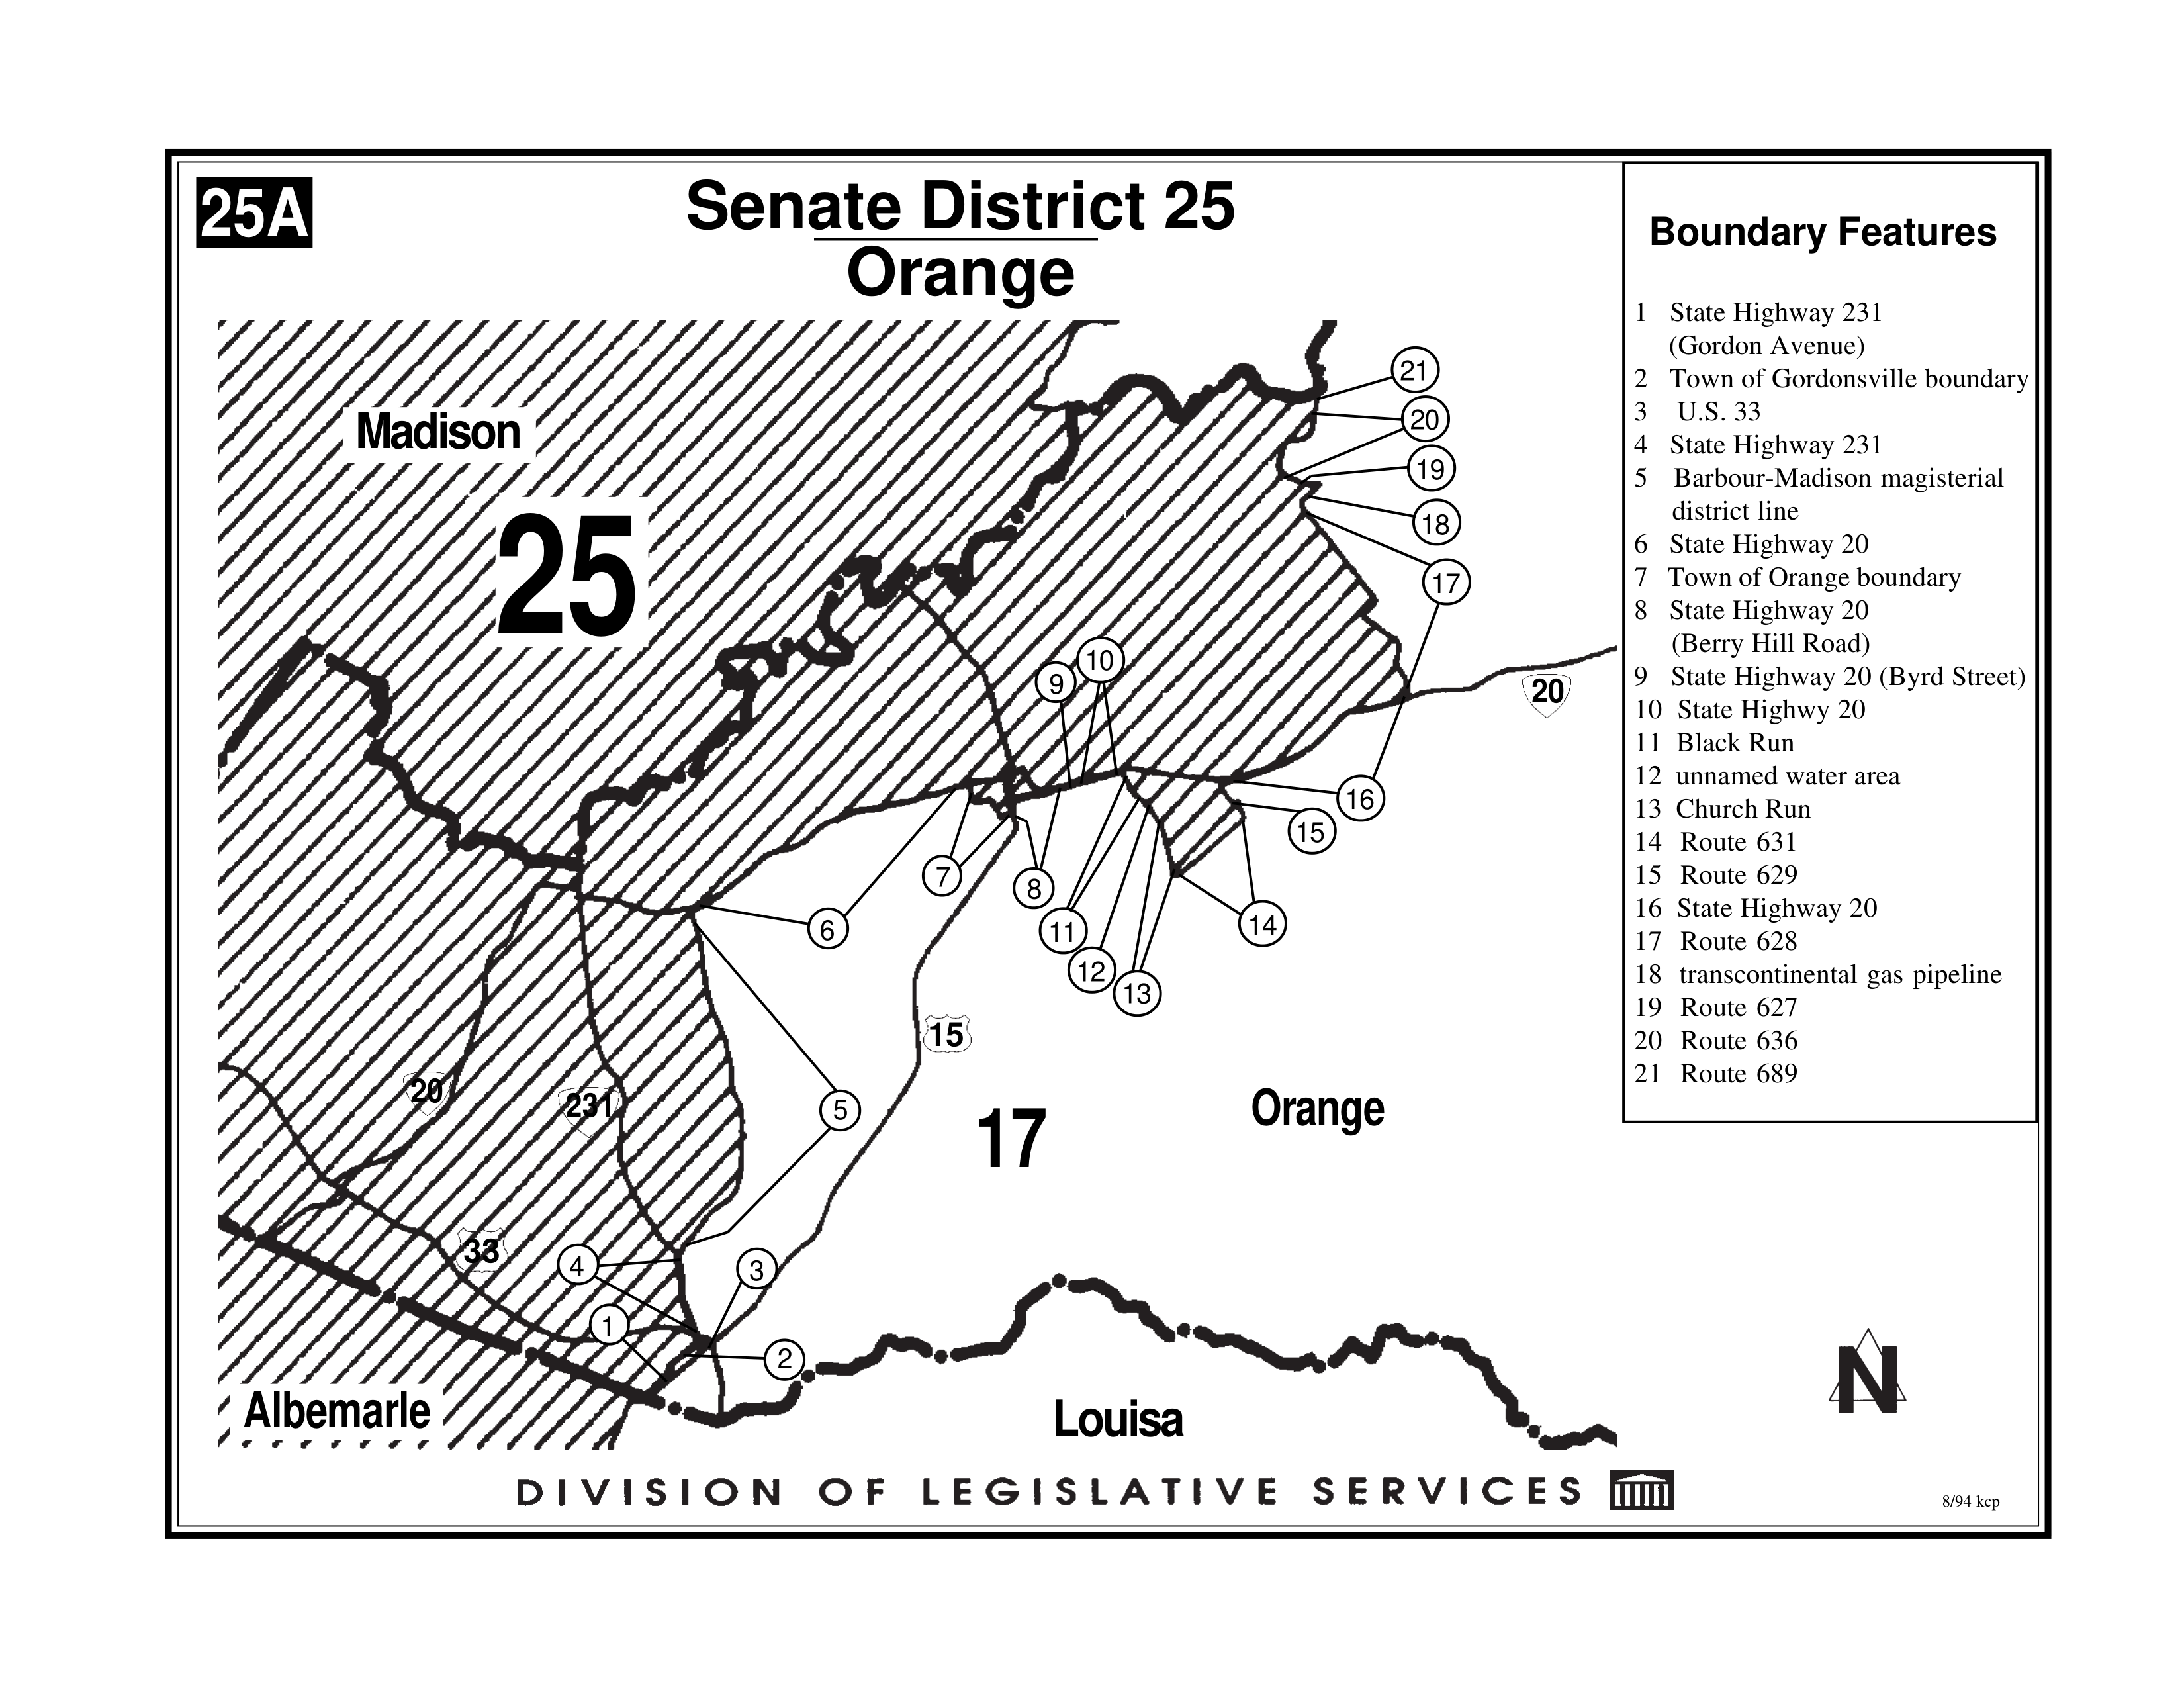 25A
Senate District 25
Orange
Boundary Features
1 State Highway 231
(Gordon Avenue)
2 Town of Gordonsville boundary
3 U.S. 33
4 State Highway 231
5 Barbour-Madison magisterial
district line
6 State Highway 20
7 Town of Orange boundary
8 State Highway 20
(Berry Hill Road)
9 State Highway 20 (Byrd Street)
10 State Highwy 20
11 Black Run
12 unnamed water area
13 Church Run
14 Route 631
15 Route 629
16 State Highway 20
17 Route 628
18 transcontinental gas pipeline
19 Route 627
20 Route 636
21 Route 689
21
20
Madison
19
18
25
17
10
9
20
16
15
7
8
14
6
11
12
13
15
20
231
5
Orange
17
33
4
3
1
2
Albemarle
Louisa
N
DIVISION OF LEGISLATIVE SERVICES
8/94 kcp